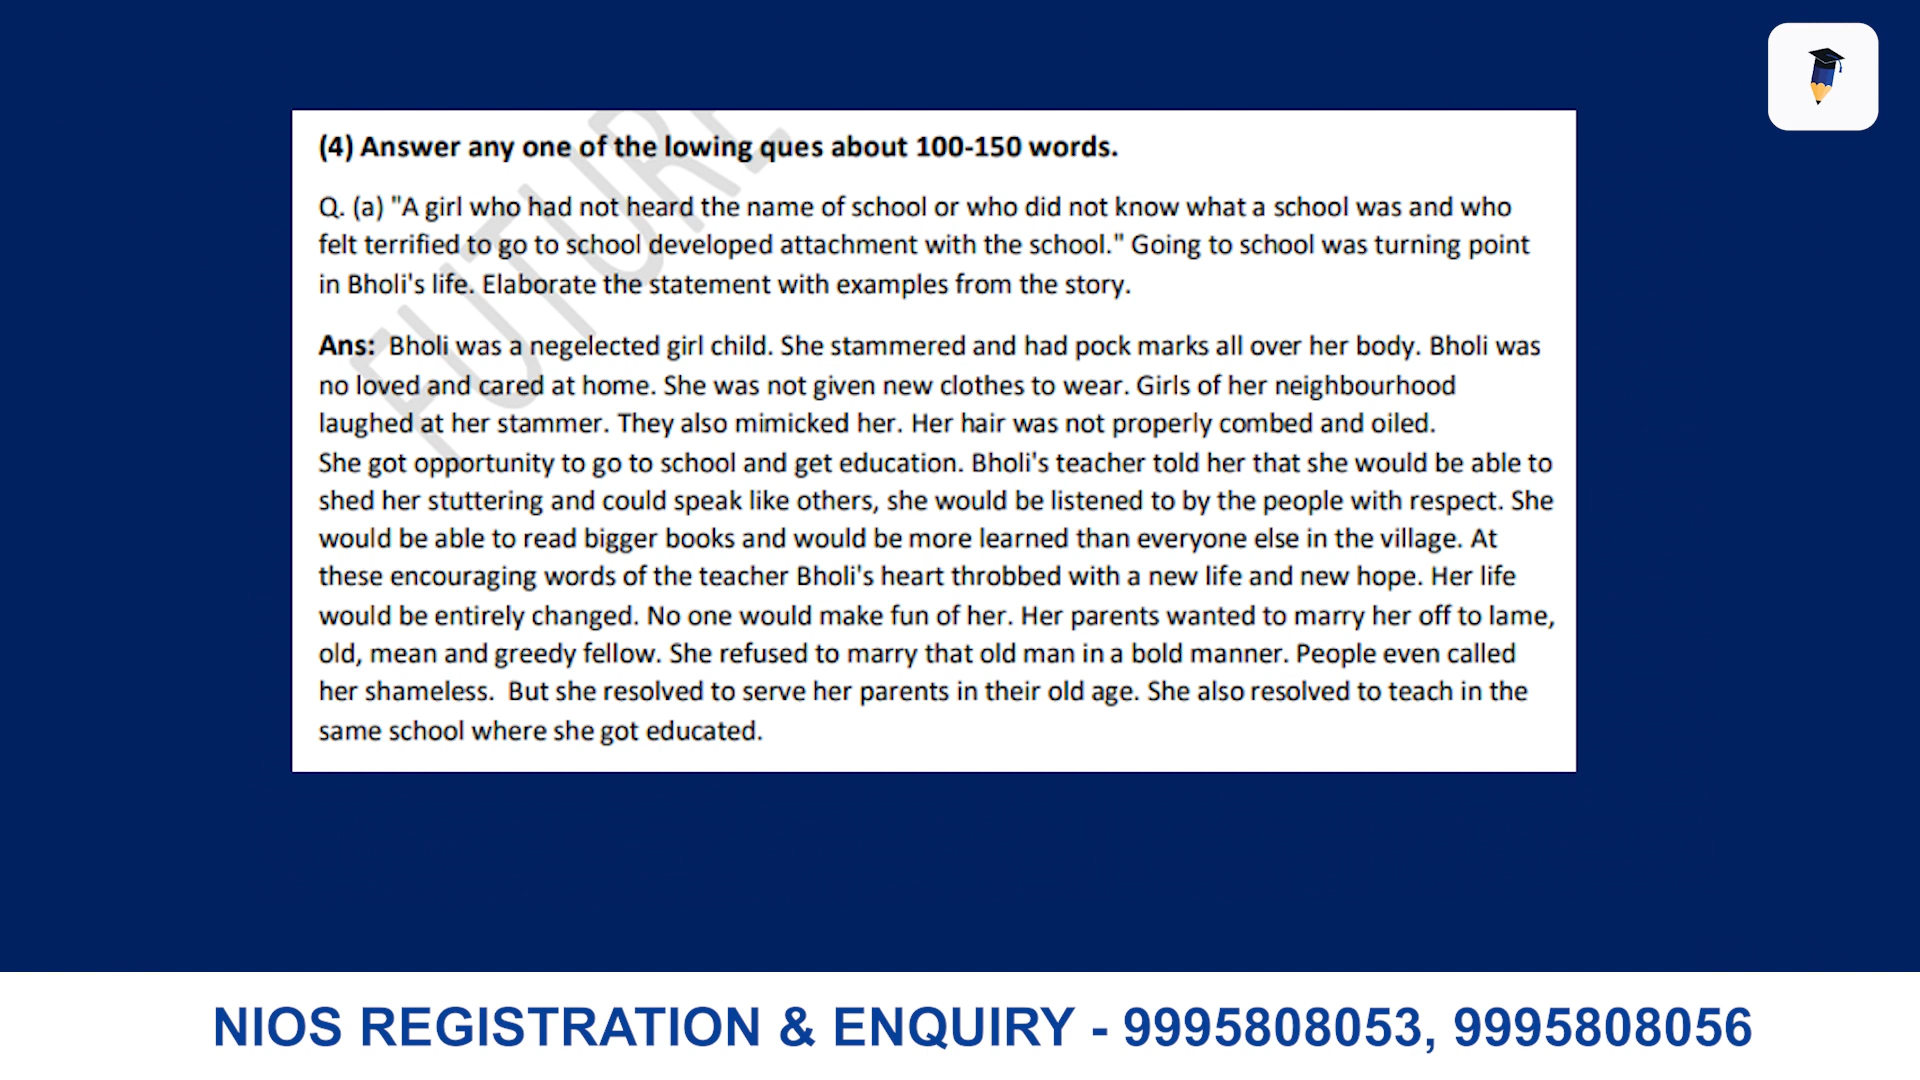 (4) Answer any one of the lowing ques about 100-150 words.
Q. (a) "A girl who had not heard the name of school or who did not know what a school was and who
felt terrified to go to school developed attachment with the school." Going to school was turning point
in Bholi's life. Elaborate the statement with examples from the story.
Ans: Bholi was a negelected girl child. She stammered and had pock marks all over her body. Bholi was
no loved and cared at home. She was not given new clothes to wear. Girls of her neighbourhood
laughed at her stammer. They also mimicked her. Her hair was not properly combed and oiled.
She got opportunity to go to school and get education. Bholi's teacher told her that she would be able to
shed her stuttering and could speak like others, she would be listened to by the people with respect. She
would be able to read bigger books and would be more learned than everyone else in the village. At
these encouraging words of the teacher Bholi's heart throbbed with a new life and new hope. Her life
would be entirely changed. No one would make fun of her. Her parents wanted to marry her off to lame,
old, mean and greedy fellow. She refused to marry that old man in a bold manner. People even called
her shameless. But she resolved to serve her parents in their old age. She also resolved to teach in the
same school where she got educated.
FUTURE
NIOS REGISTRATION & ENQUIRY - 9995808053, 9995808056